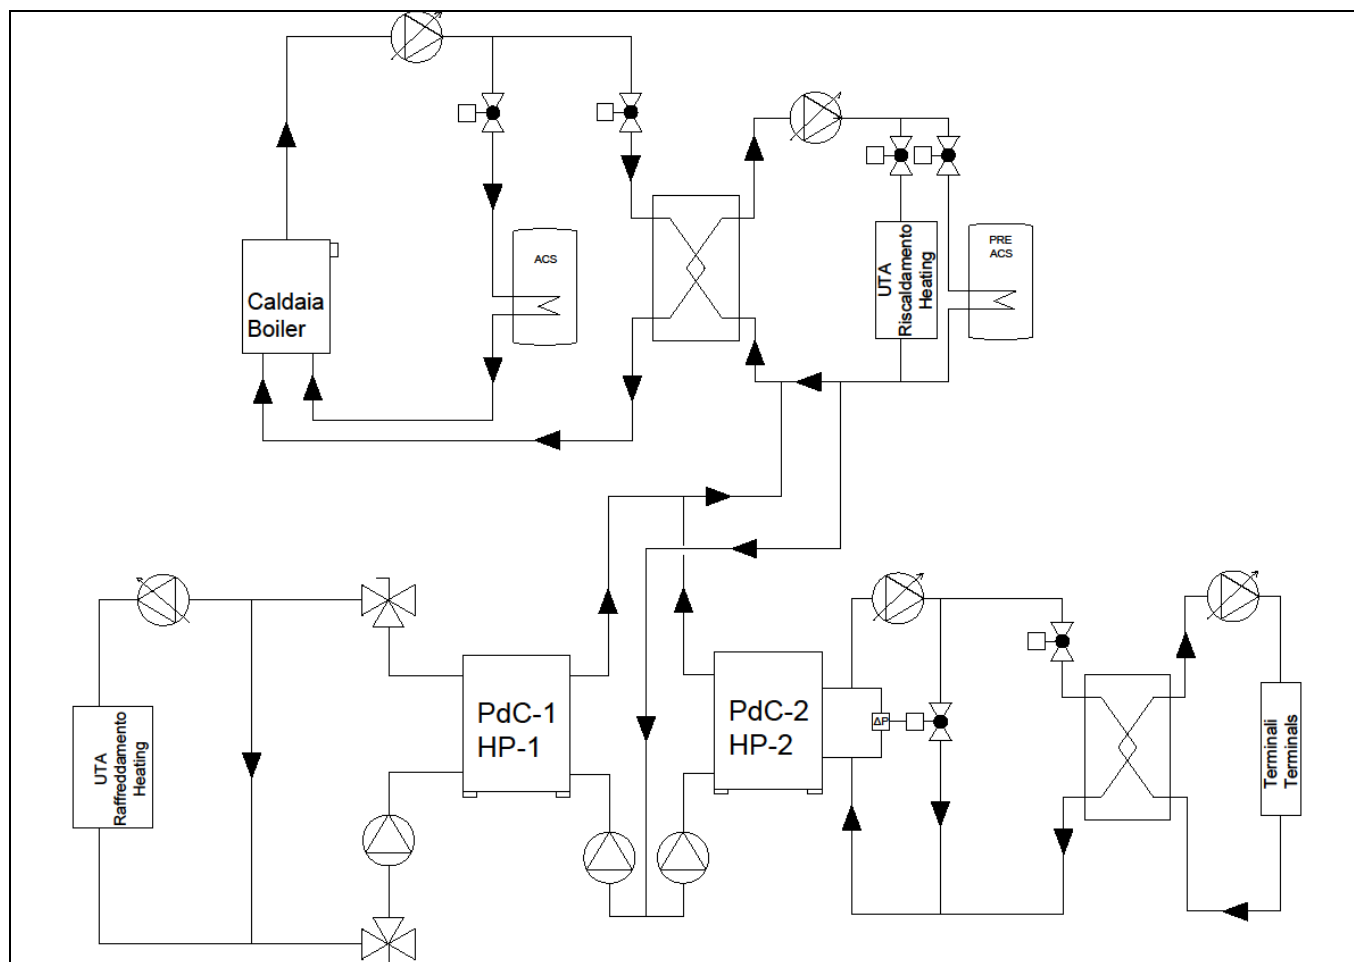 ACS
PRE
ACS
UTA
Riscaldamento
Heating
Caldaia
Boiler
UTA
Raffreddamento
Heating
PdC-1
HP-1
PdC-2
HP-2
ΔP
Terminali
Terminals